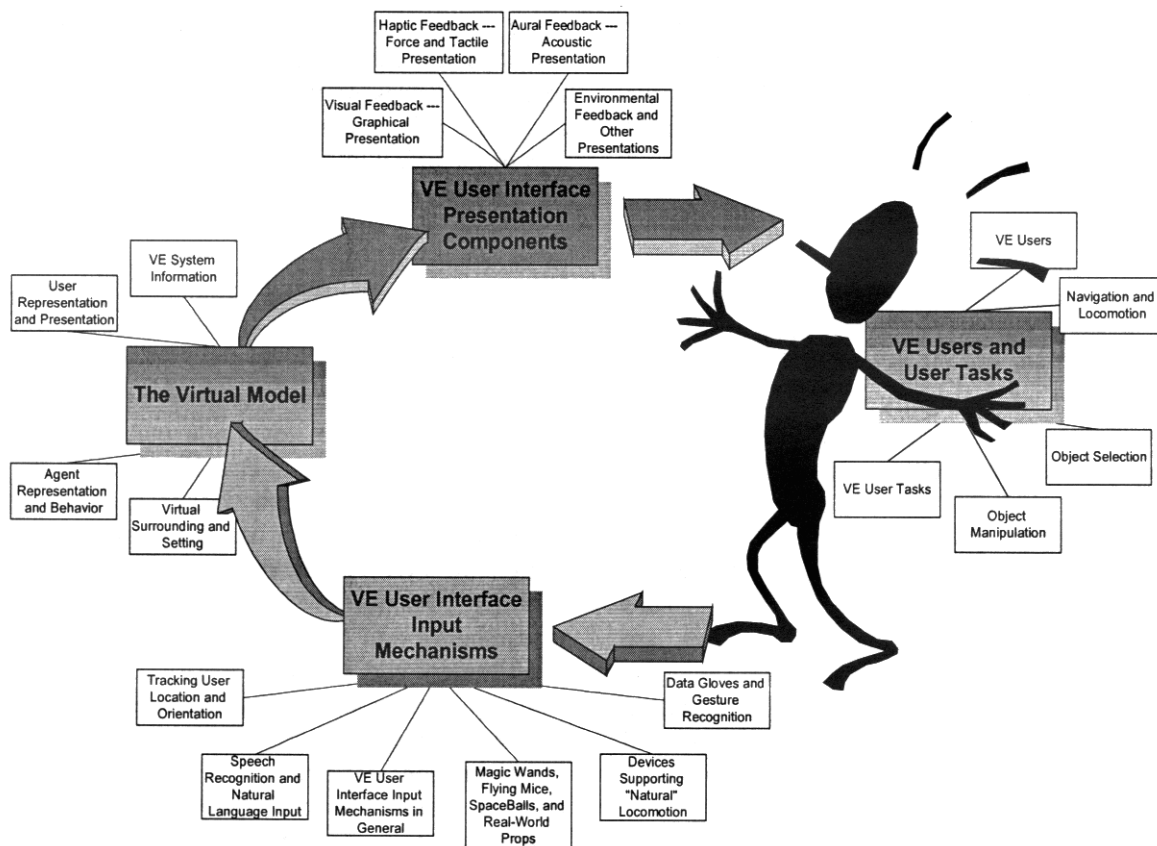 Haptic Feedback ---
Force and Tactile
Presentation
Aural Feedback ---
Acoustic
Presentation
Visual Feedback ---
Graphical
Presentation
Environmental
Feedback and
Other
Presentations
VE User Interface
Presentation
Components
VE System
Information
User
Representation
and Presentation
The Virtual Model
Agent
Representation
and Behavior
Virtual
Surrounding and
Setting
VE Users
Navigation and
Locomotion
VE Users and
User Tasks
Object Selection
VE User Tasks
Object
Manipulation
VE User Interface
Input
Mechanisms
Tracking User
Location and
Orientation
Data Gloves and
Gesture
Recognition
Speech
Recognition and
Natural
Language Input
VE User
Interface Input
Mechanisms in
General
Magic Wands,
Flying Mice,
SpaceBalls, and
Real-World
Props
Devices
Supporting
"Natural"
Locomotion